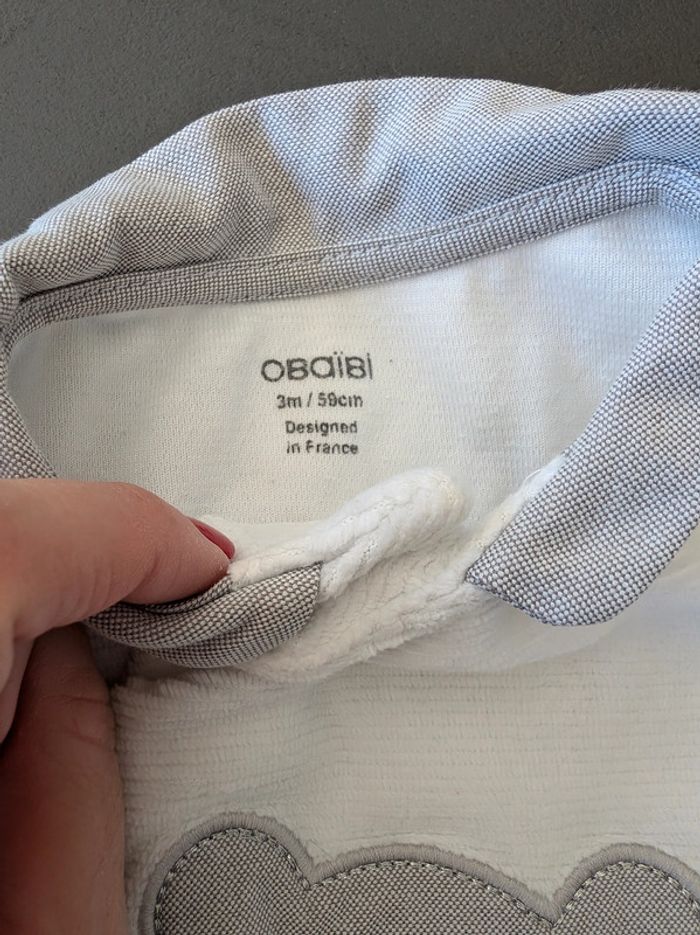 OBAÏBI
3m / 59cm
Designed
in France